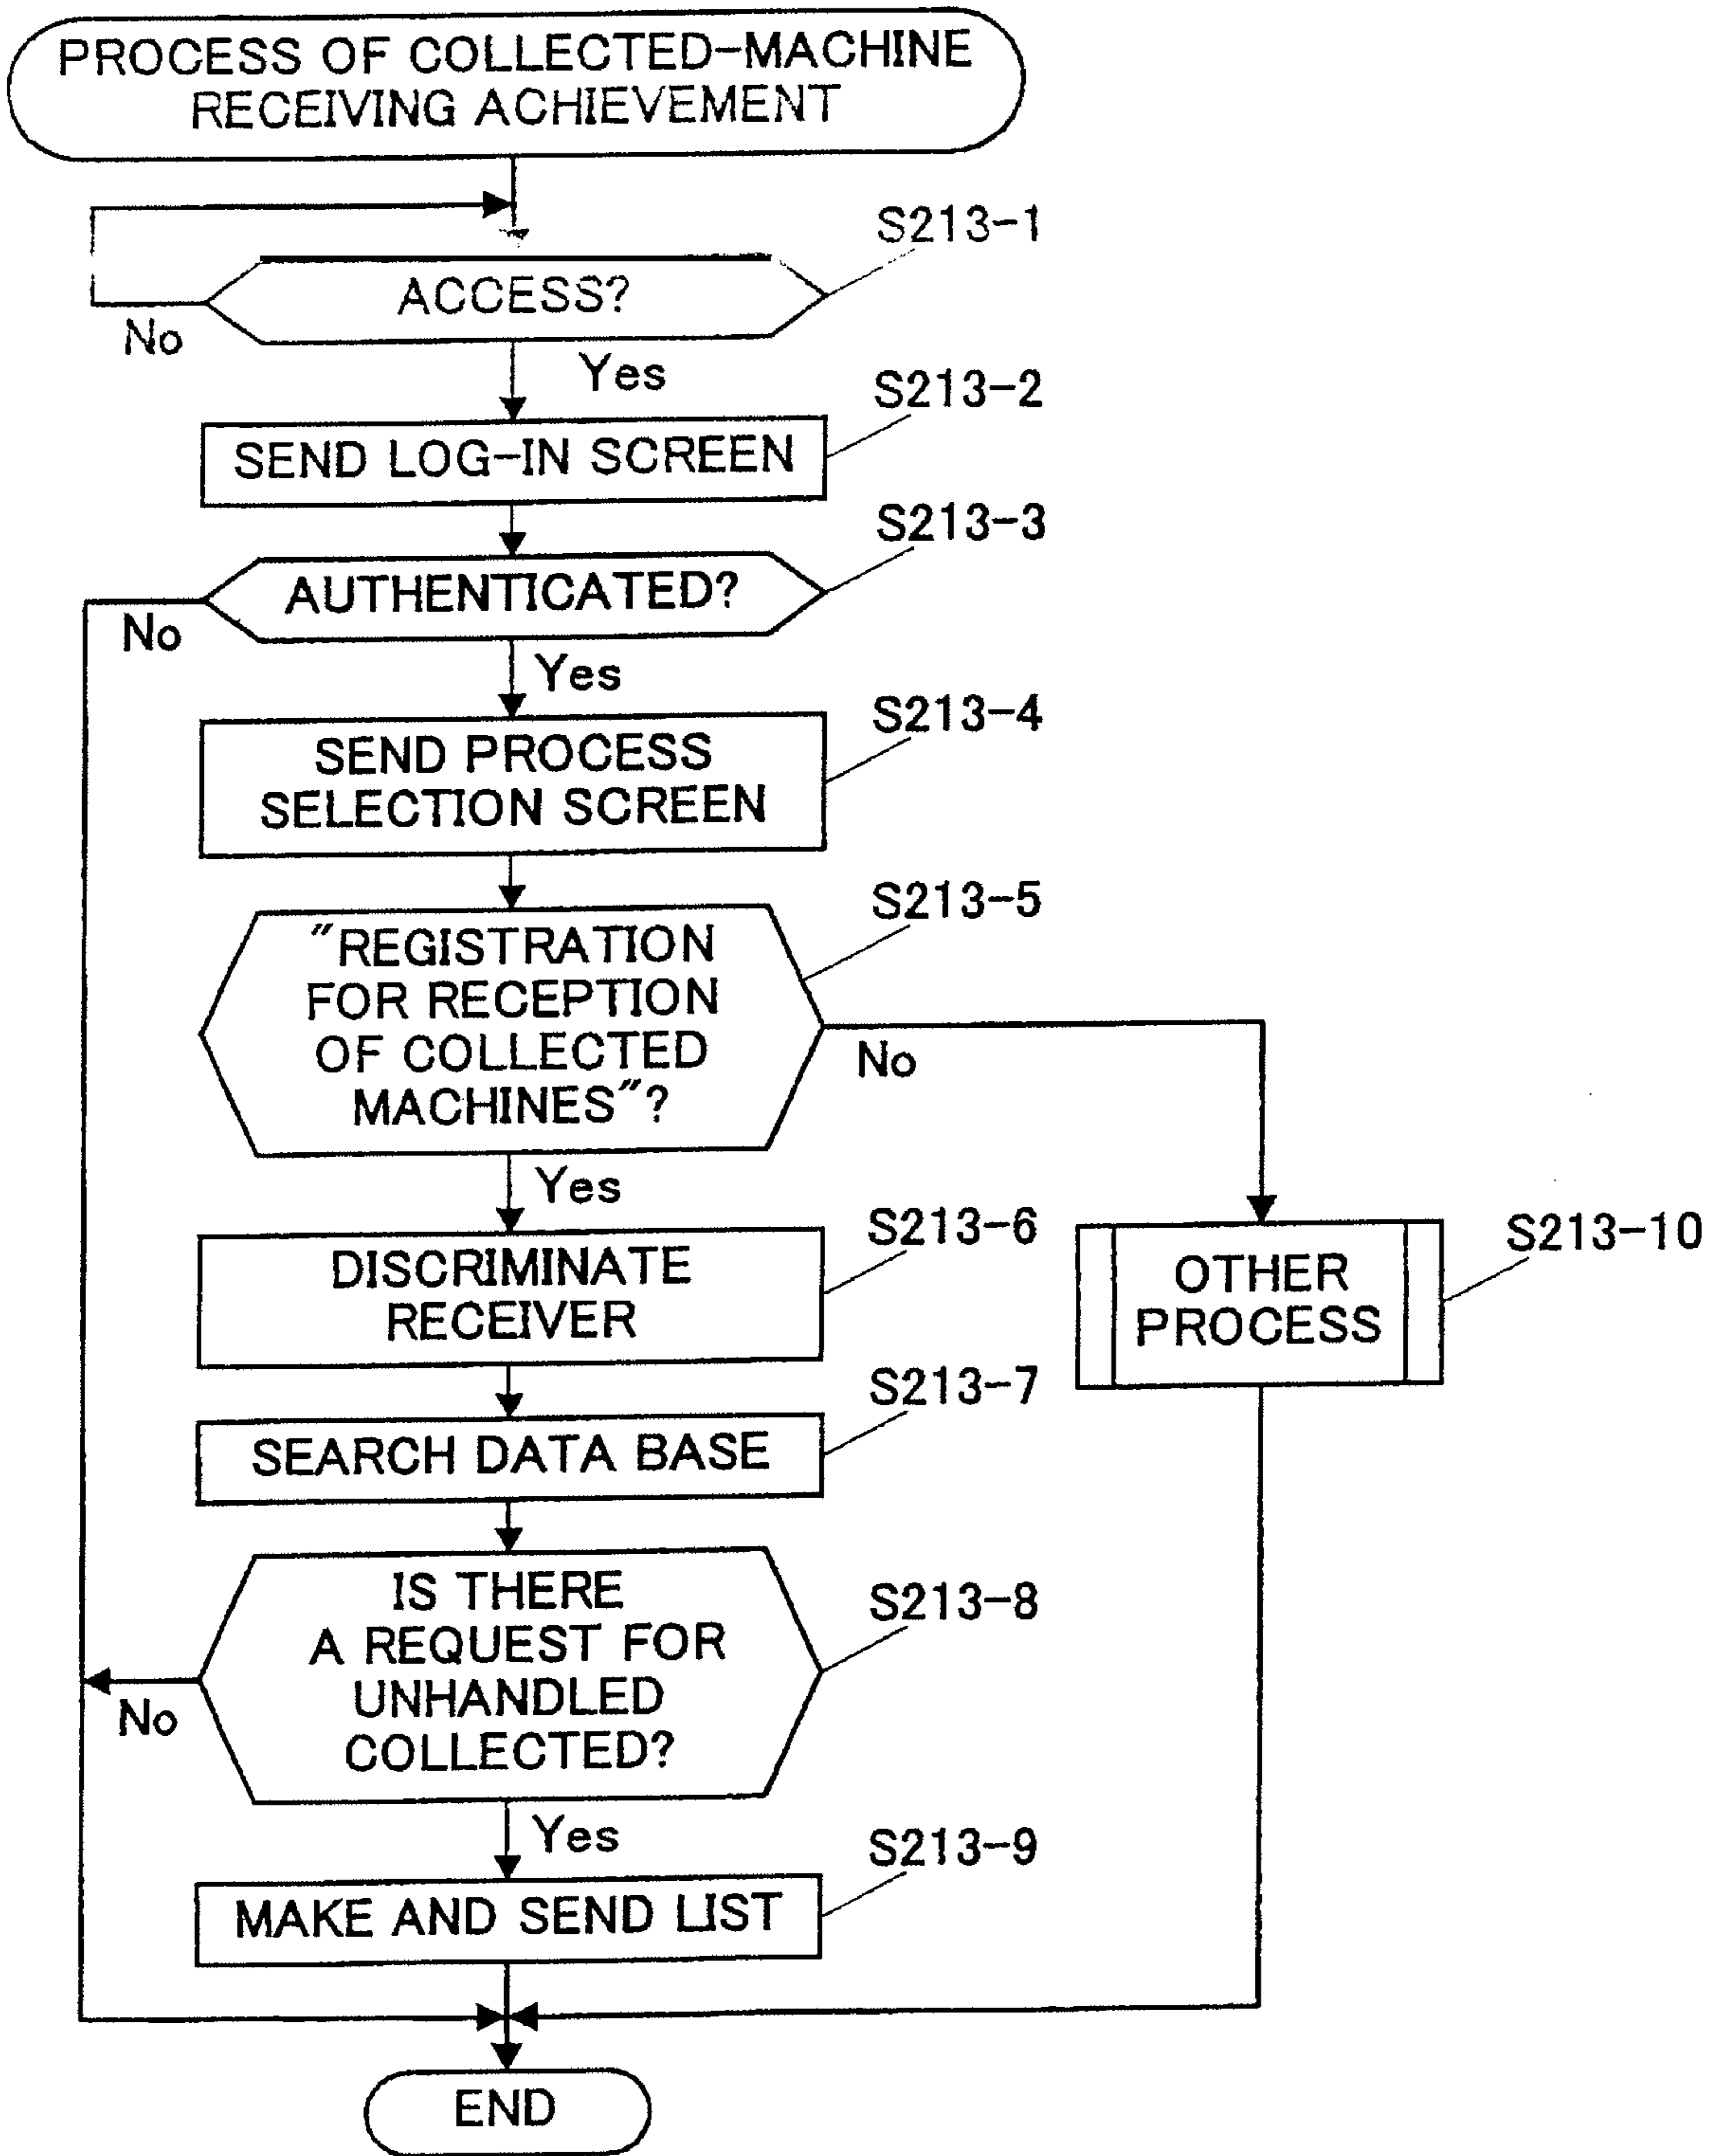 PROCESS OF COLLECTED-MACHINE
RECEIVING ACHIEVEMENT
S213-1
ACCESS?
No
Yes
S213-2
SEND LOG-IN SCREEN
S213-3
AUTHENTICATED?
No
Yes
S213-4
SEND PROCESS
SELECTION SCREEN
S213-5
"REGISTRATION
FOR RECEPTION
OF COLLECTED
MACHINES"?
No
Yes
S213-6
DISCRIMINATE
RECEIVER
S213-10
OTHER
PROCESS
S213-7
SEARCH DATA BASE
S213-8
IS THERE
A REQUEST FOR
UNHANDLED
COLLECTED?
No
Yes
S213-9
MAKE AND SEND LIST
END